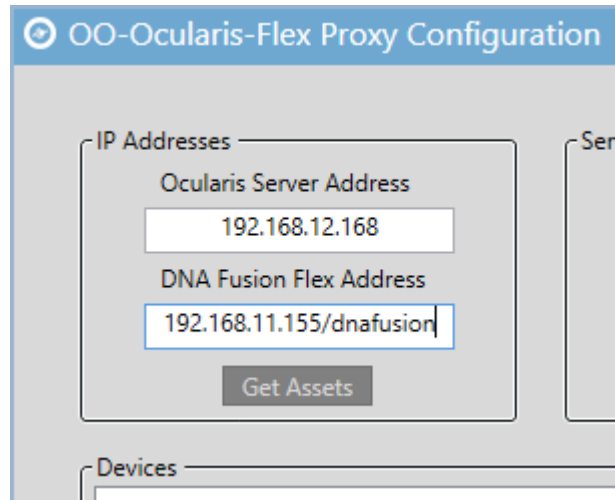 OO-Ocularis-Flex Proxy Configuration
IP Addresses
Ser
Ocularis Server Address
192.168.12.168
DNA Fusion Flex Address
192.168.11.155/dnafusion
Get Assets
Devices